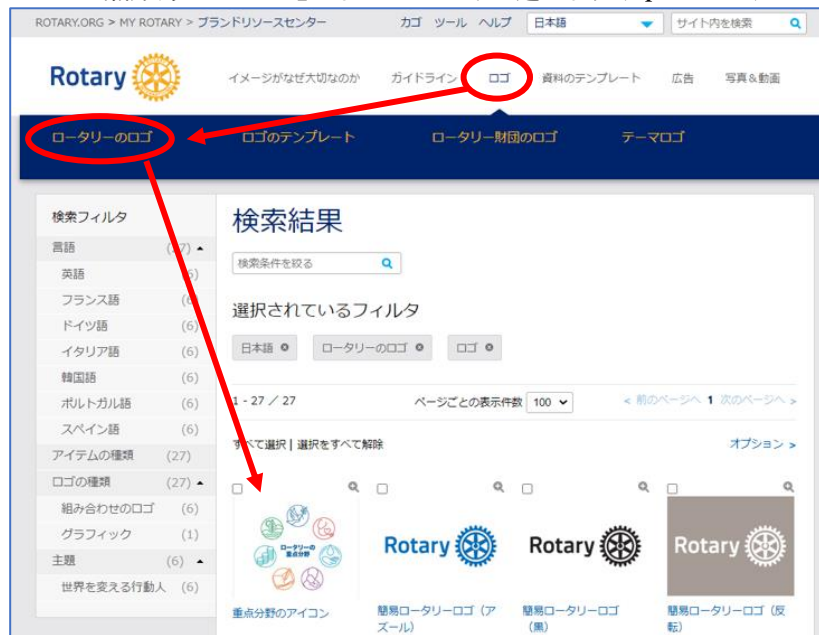 ROTARY.ORG > MY ROTARY > ブランドリソースセンター カゴ ツール ヘルプ 日本語 サイト内を検索
Rotary イメージがなぜ大切なのか ガイドライン ロゴ 資料のテンプレート 広告 写真&動画
ロータリーのロゴ ロゴのテンプレート ロータリー財団のロゴ テーマロゴ
検索フィルタ
言語 (27)
英語 (6)
フランス語 (6)
ドイツ語 (6)
イタリア語 (6)
韓国語 (6)
ポルトガル語 (6)
スペイン語 (6)
アイテムの種類 (27)
ロゴの種類 (27)
組み合わせのロゴ (6)
グラフィック (1)
主題 (6)
世界を変える行動人 (6)
検索結果
検索条件を絞る
選択されているフィルタ
日本語 ロータリーのロゴ ロゴ
1 - 27 / 27 ページごとの表示件数 100 < 前のページへ 1 次のページへ >
すべて選択 | 選択をすべて解除 オプション >
ロータリーの
重点分野
Rotary
Rotary
Rotary
重点分野のアイコン
簡易ロータリーロゴ(ア
ズール)
簡易ロータリーロゴ
(黒)
簡易ロータリーロゴ(反
転)